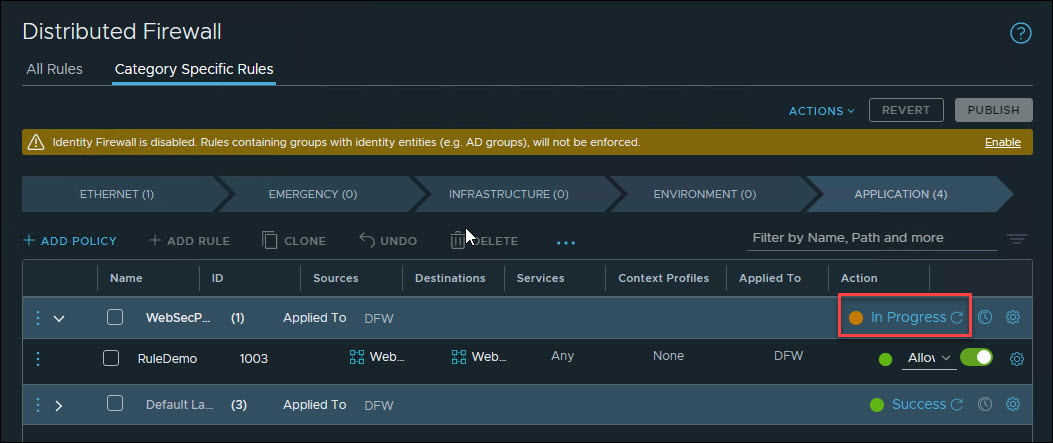 Distributed Firewall
?
All Rules Category Specific Rules
ACTIONS REVERT PUBLISH
Identity Firewall is disabled. Rules containing groups with identity entities (e.g. AD groups), will not be enforced. Enable
ETHERNET (1) EMERGENCY (0) INFRASTRUCTURE (0) ENVIRONMENT (0) APPLICATION (4)
+ ADD POLICY + ADD RULE CLONE UNDO DELETE ... Filter by Name, Path and more
Name ID Sources Destinations Services Context Profiles Applied To Action
WebSecP... (1) Applied To DFW In Progress
RuleDemo 1003 Web... Web... Any None DFW Allow
Default La... (3) Applied To DFW Success